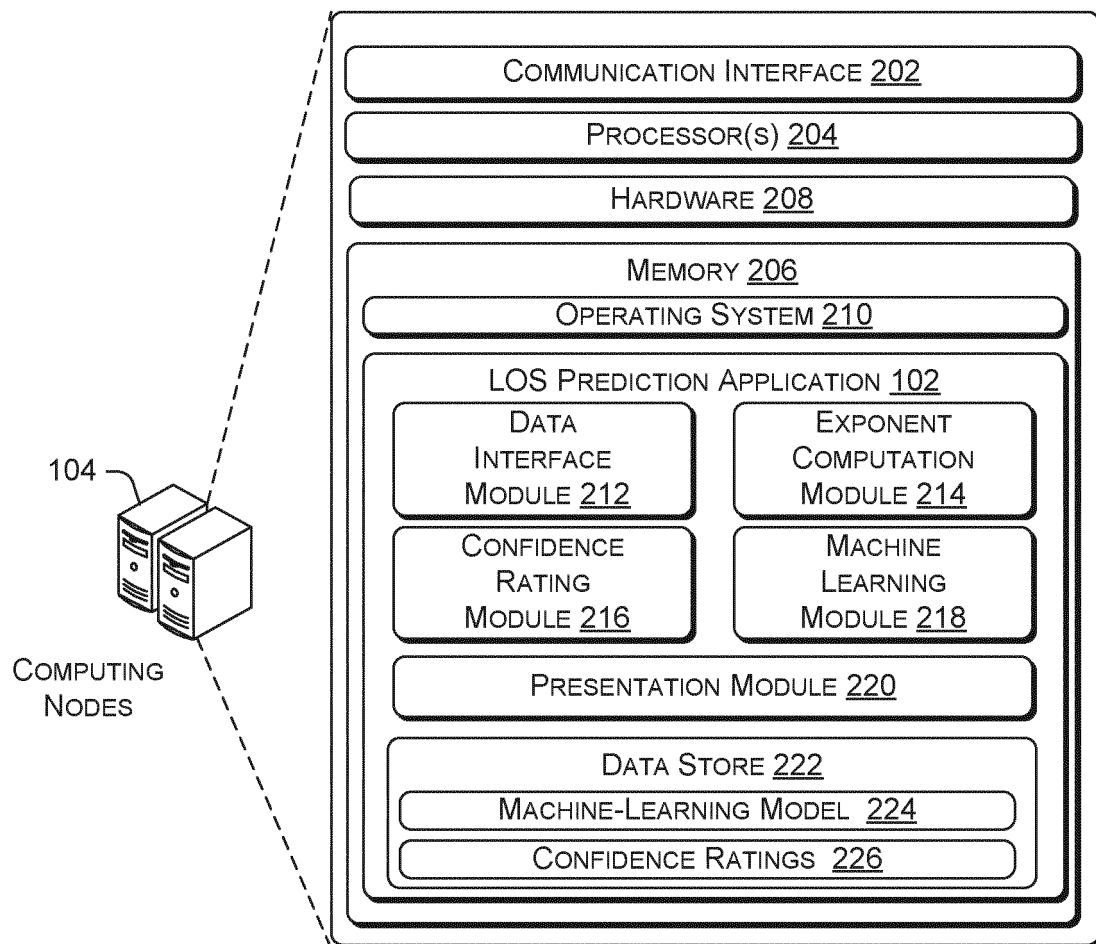 COMMUNICATION INTERFACE 202
PROCESSOR(S) 204
HARDWARE 208
MEMORY 206
OPERATING SYSTEM 210
LOS PREDICTION APPLICATION 102
DATA
INTERFACE
MODULE 212
EXPONENT
COMPUTATION
MODULE 214
CONFIDENCE
RATING
MODULE 216
MACHINE
LEARNING
MODULE 218
PRESENTATION MODULE 220
DATA STORE 222
MACHINE-LEARNING MODEL 224
CONFIDENCE RATINGS 226
104
COMPUTING
NODES